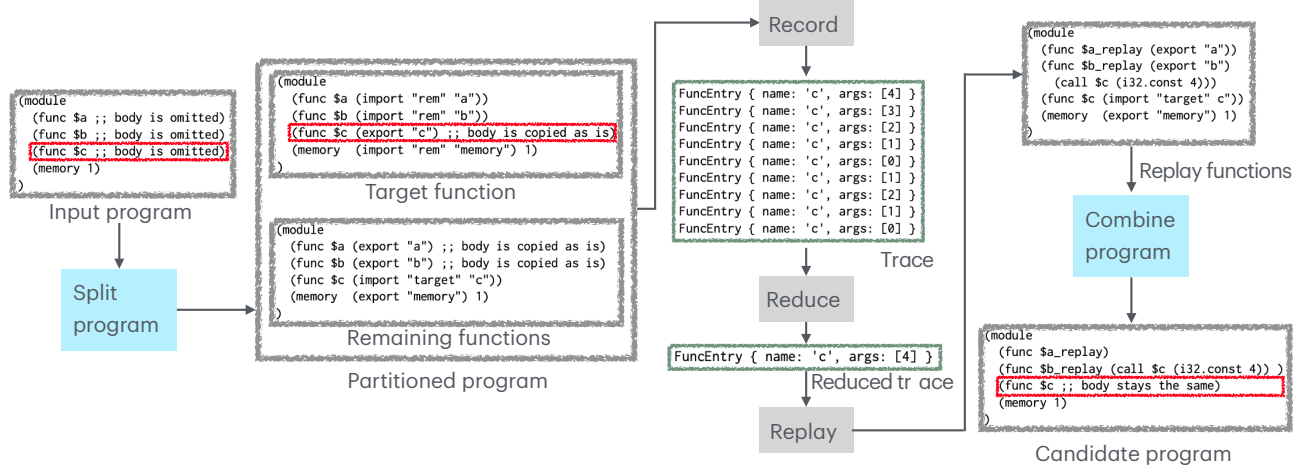 (module
(func $a ;; body is omitted)
(func $b ;; body is omitted)
(func $c ;; body is omitted)
(memory 1)
)
Input program
Split
program
(module
(func $a (import "rem" "a"))
(func $b (import "rem" "b"))
(func $c (export "c") ;; body is copied as is)
(memory (import "rem" "memory") 1)
)
Target function
(module
(func $a (export "a") ;; body is copied as is)
(func $b (export "b") ;; body is copied as is)
(func $c (import "target" "c"))
(memory (export "memory") 1)
)
Remaining functions
Partitioned program
Record
FuncEntry { name: 'c', args: [4] }
FuncEntry { name: 'c', args: [3] }
FuncEntry { name: 'c', args: [2] }
FuncEntry { name: 'c', args: [1] }
FuncEntry { name: 'c', args: [0] }
FuncEntry { name: 'c', args: [1] }
FuncEntry { name: 'c', args: [2] }
FuncEntry { name: 'c', args: [1] }
FuncEntry { name: 'c', args: [0] }
Trace
Reduce
FuncEntry { name: 'c', args: [4] }
Reduced tr ace
Replay
(module
(func $a_replay (export "a"))
(func $b_replay (export "b")
(call $c (i32.const 4)))
(func $c (import "target" c"))
(memory (export "memory") 1)
)
Replay functions
Combine
program
(module
(func $a_replay)
(func $b_replay (call $c (i32.const 4)) )
(func $c ;; body stays the same)
(memory 1)
)
Candidate program